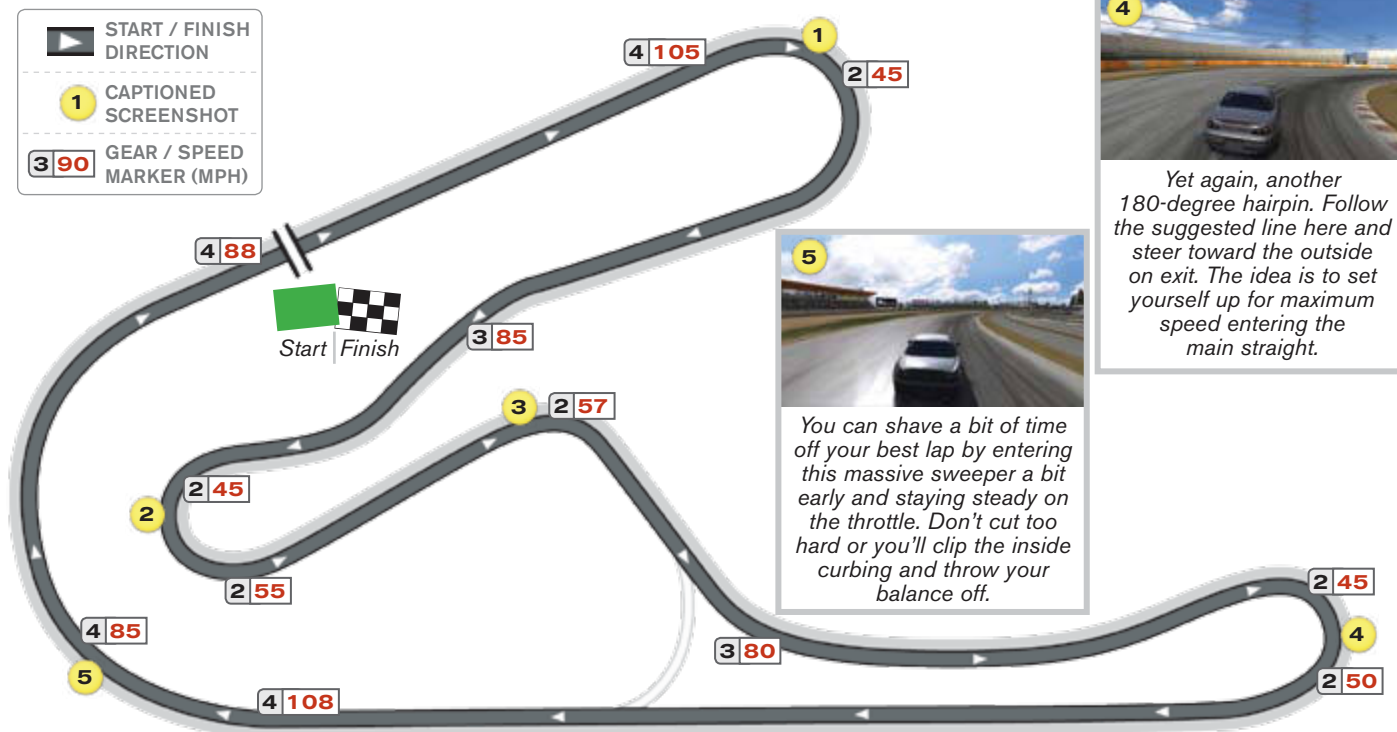 START / FINISH
DIRECTION
1
CAPTIONED
SCREENSHOT
3 90
GEAR / SPEED
MARKER (MPH)
4 105
1
2 45
4 88
Start | Finish
3 85
3
2 57
2 45
2
2 55
4 85
5
4 108
3 80
2 45
4
2 50
5
You can shave a bit of time
off your best lap by entering
this massive sweeper a bit
early and staying steady on
the throttle. Don't cut too
hard or you'll clip the inside
curbing and throw your
balance off.
4
Yet again, another
180-degree hairpin. Follow
the suggested line here and
steer toward the outside
on exit. The idea is to set
yourself up for maximum
speed entering the
main straight.